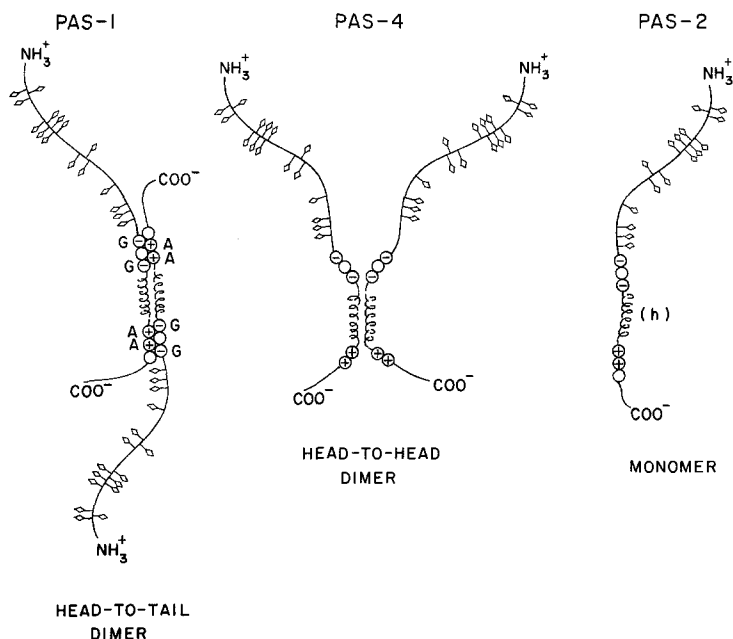 PAS-1
PAS-4
PAS-2
NH3+
NH3+
NH3+
NH3+
COO−
G − + A
G − + A
(h)
A + − G
A + − G
COO−
COO−
COO−
COO−
NH3+
HEAD-TO-HEAD
DIMER
MONOMER
HEAD-TO-TAIL
DIMER